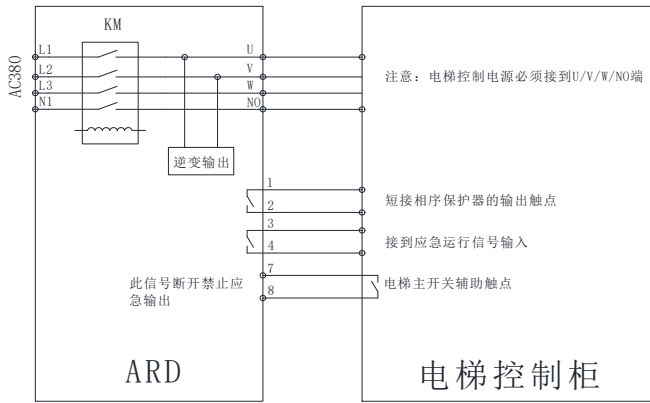 KM
AC380
L1
L2
L3
N1
U
V
W
NO
注意：电梯控制电源必须接到U/V/W/NO端
逆变输出
1
2
短接相序保护器的输出触点
3
4
接到应急运行信号输入
7
8
此信号断开禁止应
急输出
电梯主开关辅助触点
ARD
电梯控制柜